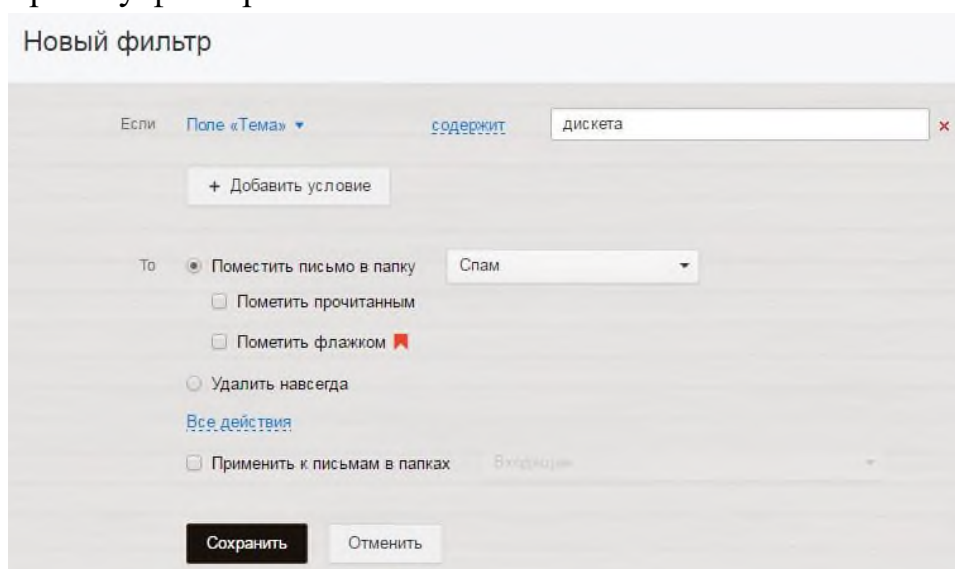 Новый фильтр
Если Поле «Тема» содержит дискета
+ Добавить условие
То Поместить письмо в папку Спам
Пометить прочитанным
Пометить флажком
Удалить навсегда
Все действия
Применить к письмам в папках Входящие
Сохранить Отменить